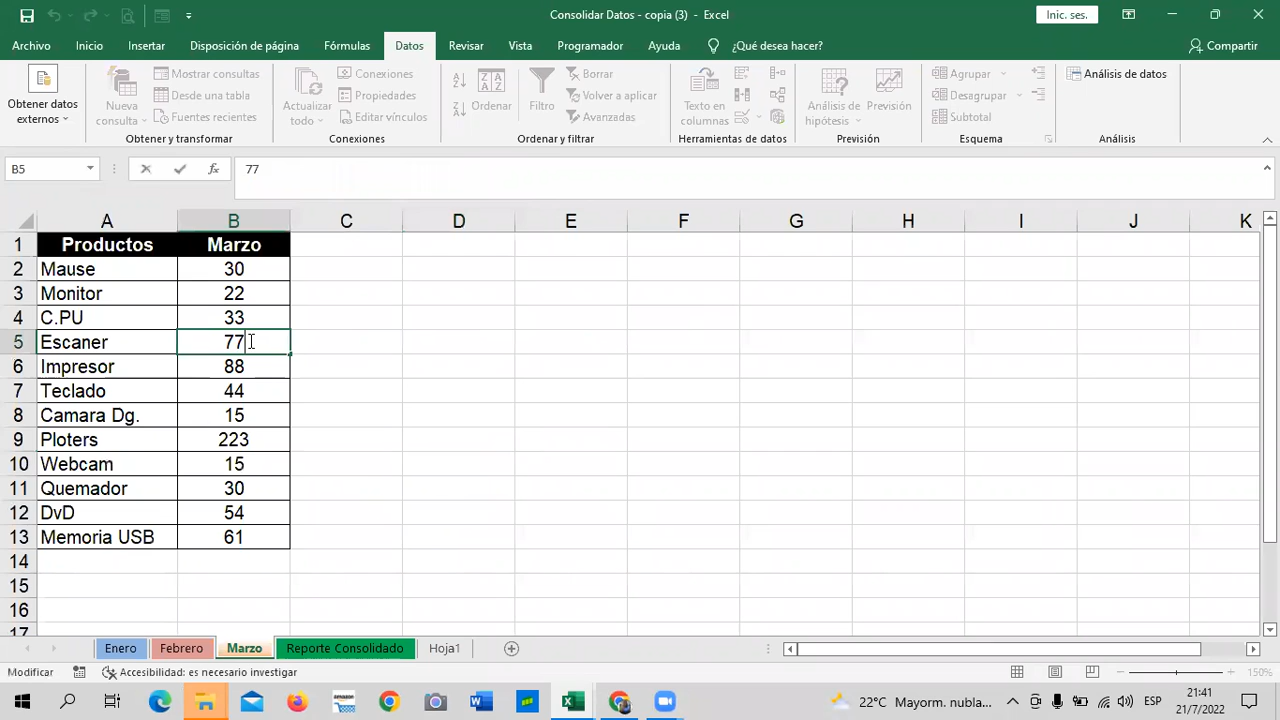 Consolidar Datos - copia (3) - Excel
Inic. ses.
Archivo Inicio Insertar Disposición de página Fórmulas Datos Revisar Vista Programador Ayuda ¿Qué desea hacer? Compartir
Obtener datos externos
Nueva consulta
Mostrar consultas
Desde una tabla
Fuentes recientes
Obtener y transformar
Actualizar todo
Conexiones
Propiedades
Editar vínculos
Conexiones
Ordenar
Filtro
Borrar
Volver a aplicar
Avanzadas
Ordenar y filtrar
Texto en columnas
Herramientas de datos
Análisis de hipótesis
Previsión
Previsión
Agrupar
Desagrupar
Subtotal
Esquema
Análisis de datos
Análisis
B5 fx 77
A B C D E F G H I J K
1 Productos Marzo
2 Mause 30
3 Monitor 22
4 C.PU 33
5 Escaner 77
6 Impresor 88
7 Teclado 44
8 Camara Dg. 15
9 Ploters 223
10 Webcam 15
11 Quemador 30
12 DvD 54
13 Memoria USB 61
14
15
16
17
Enero Febrero Marzo Reporte Consolidado Hoja1
Modificar Accesibilidad: es necesario investigar 150%
22°C Mayorm. nubla... ESP 21:41
21/7/2022